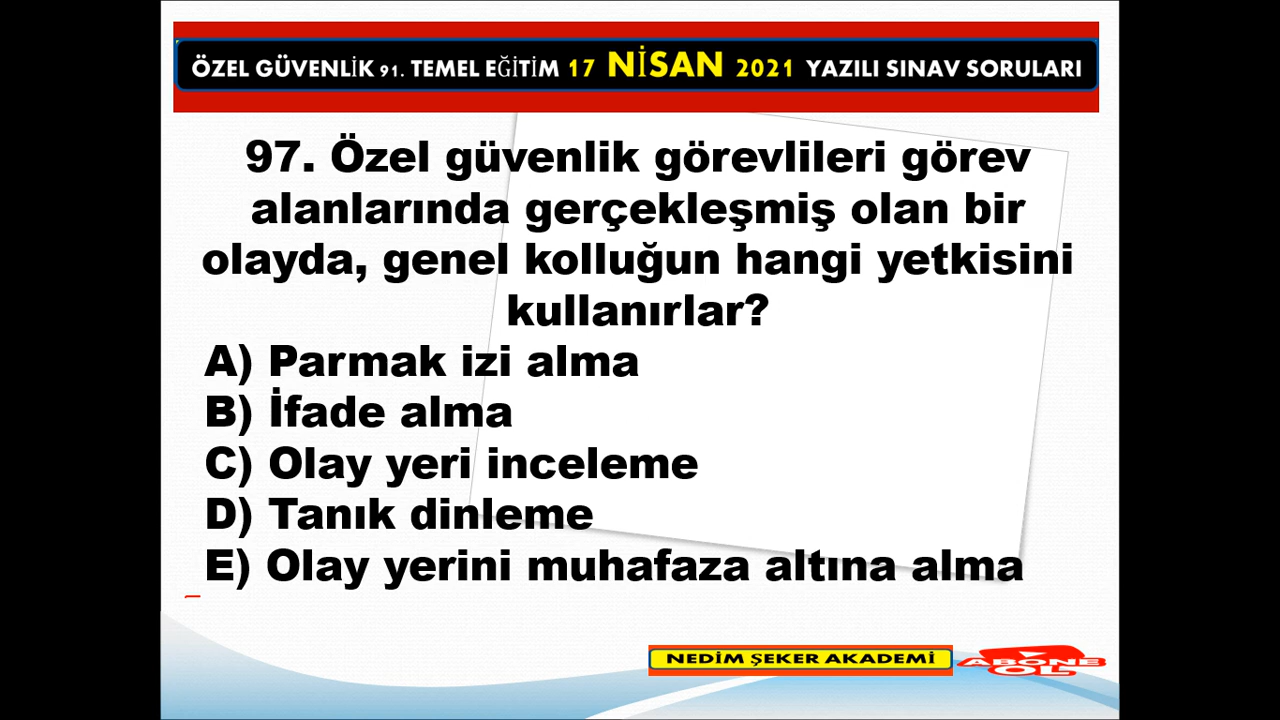 ÖZEL GÜVENLİK 91. TEMEL EĞİTİM 17 NİSAN 2021 YAZILI SINAV SORULARI
97. Özel güvenlik görevlileri görev
alanlarında gerçekleşmiş olan bir
olayda, genel kolluğun hangi yetkisini
kullanırlar?
A) Parmak izi alma
B) İfade alma
C) Olay yeri inceleme
D) Tanık dinleme
E) Olay yerini muhafaza altına alma
NEDİM ŞEKER AKADEMİ
ABONE
OL